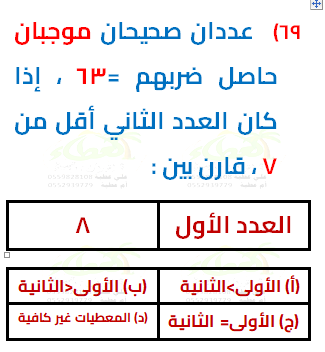 ٦٩) عددان صحيحان موجبان
حاصل ضربهم =٦٣ ، إذا
كان العدد الثاني أقل من
٧ ، قارن بين :
العدد الأول ٨
(أ) الأولى>الثانية (ب) الأولى<الثانية
(ج) الأولى= الثانية (د) المعطيات غير كافية